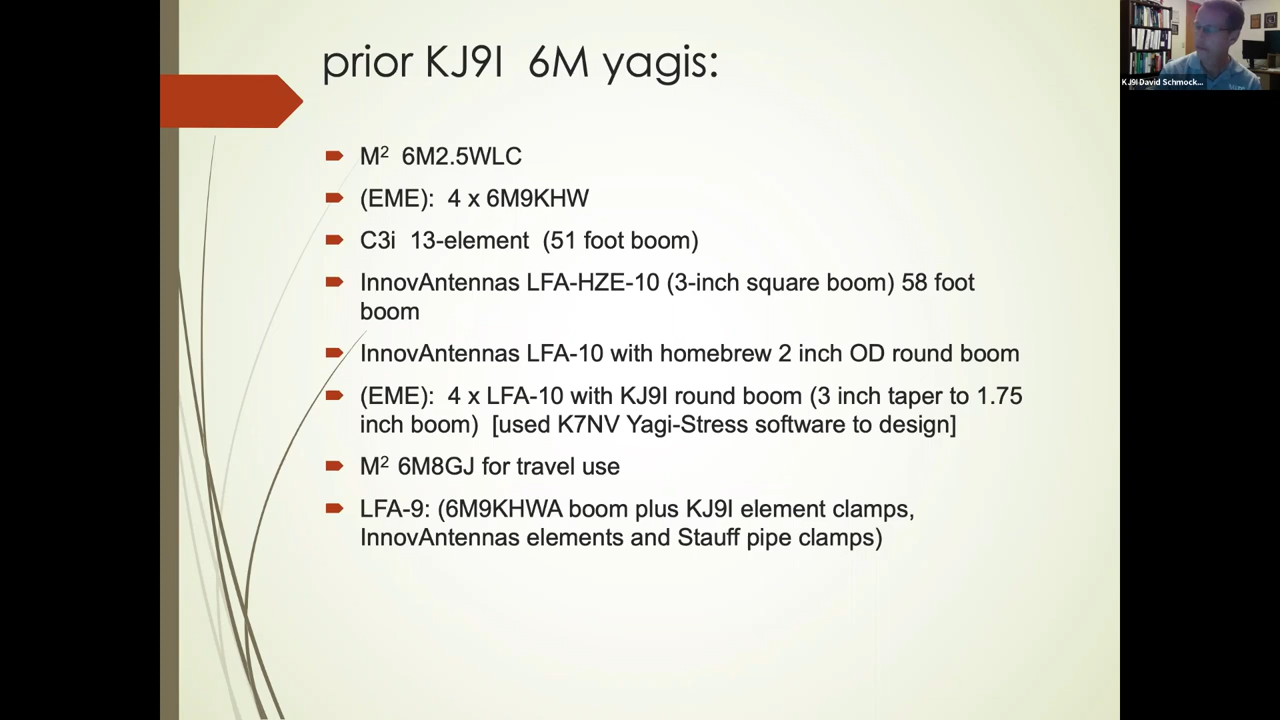 prior KJ9I 6M yagis:
M² 6M2.5WLC
(EME): 4 x 6M9KHW
C3i 13-element (51 foot boom)
InnovAntennas LFA-HZE-10 (3-inch square boom) 58 foot
boom
InnovAntennas LFA-10 with homebrew 2 inch OD round boom
(EME): 4 x LFA-10 with KJ9I round boom (3 inch taper to 1.75
inch boom) [used K7NV Yagi-Stress software to design]
M² 6M8GJ for travel use
LFA-9: (6M9KHWA boom plus KJ9I element clamps,
InnovAntennas elements and Stauff pipe clamps)
KJ9I David Schmock...